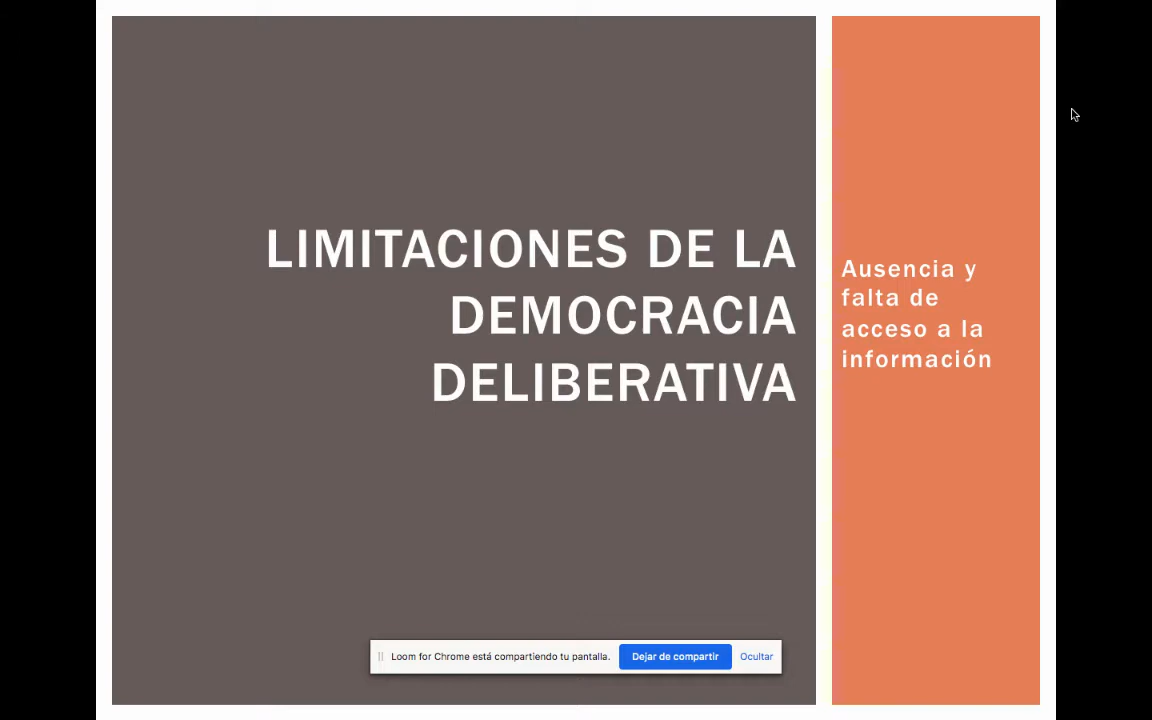 LIMITACIONES DE LA
DEMOCRACIA
DELIBERATIVA
Ausencia y
falta de
acceso a la
información
Loom for Chrome está compartiendo tu pantalla. Dejar de compartir Ocultar